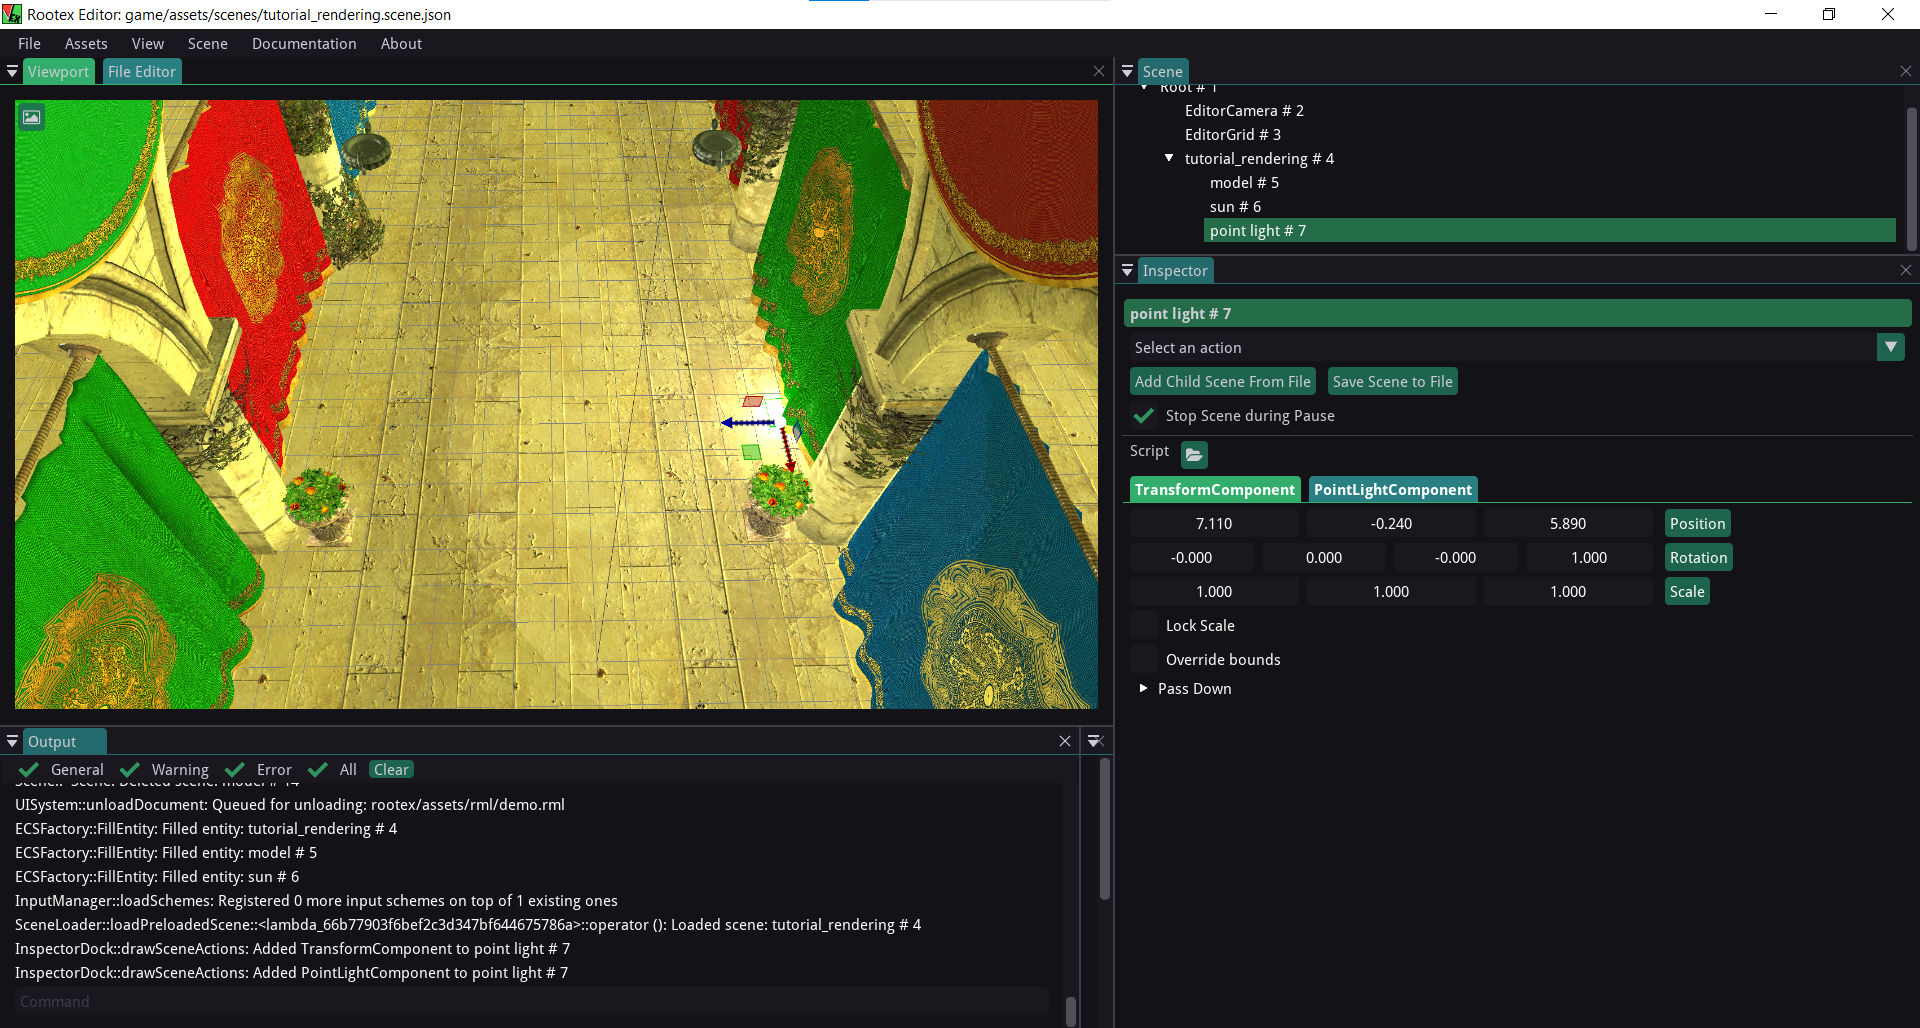 Rootex Editor: game/assets/scenes/tutorial_rendering.scene.json
File Assets View Scene Documentation About
Viewport File Editor
Scene
Root # 1
EditorCamera # 2
EditorGrid # 3
tutorial_rendering # 4
model # 5
sun # 6
point light # 7
Inspector
point light # 7
Select an action
Add Child Scene From File Save Scene to File
Stop Scene during Pause
Script
TransformComponent PointLightComponent
7.110 -0.240 5.890 Position
-0.000 0.000 -0.000 1.000 Rotation
1.000 1.000 1.000 Scale
Lock Scale
Override bounds
Pass Down
Output
General Warning Error All Clear
Scene::~Scene: Deleted scene: model # 14
UISystem::unloadDocument: Queued for unloading: rootex/assets/rml/demo.rml
ECSFactory::FillEntity: Filled entity: tutorial_rendering # 4
ECSFactory::FillEntity: Filled entity: model # 5
ECSFactory::FillEntity: Filled entity: sun # 6
InputManager::loadSchemes: Registered 0 more input schemes on top of 1 existing ones
SceneLoader::loadPreloadedScene::<lambda_66b77903f6bef2c3d347bf644675786a>::operator (): Loaded scene: tutorial_rendering # 4
InspectorDock::drawSceneActions: Added TransformComponent to point light # 7
InspectorDock::drawSceneActions: Added PointLightComponent to point light # 7
Command